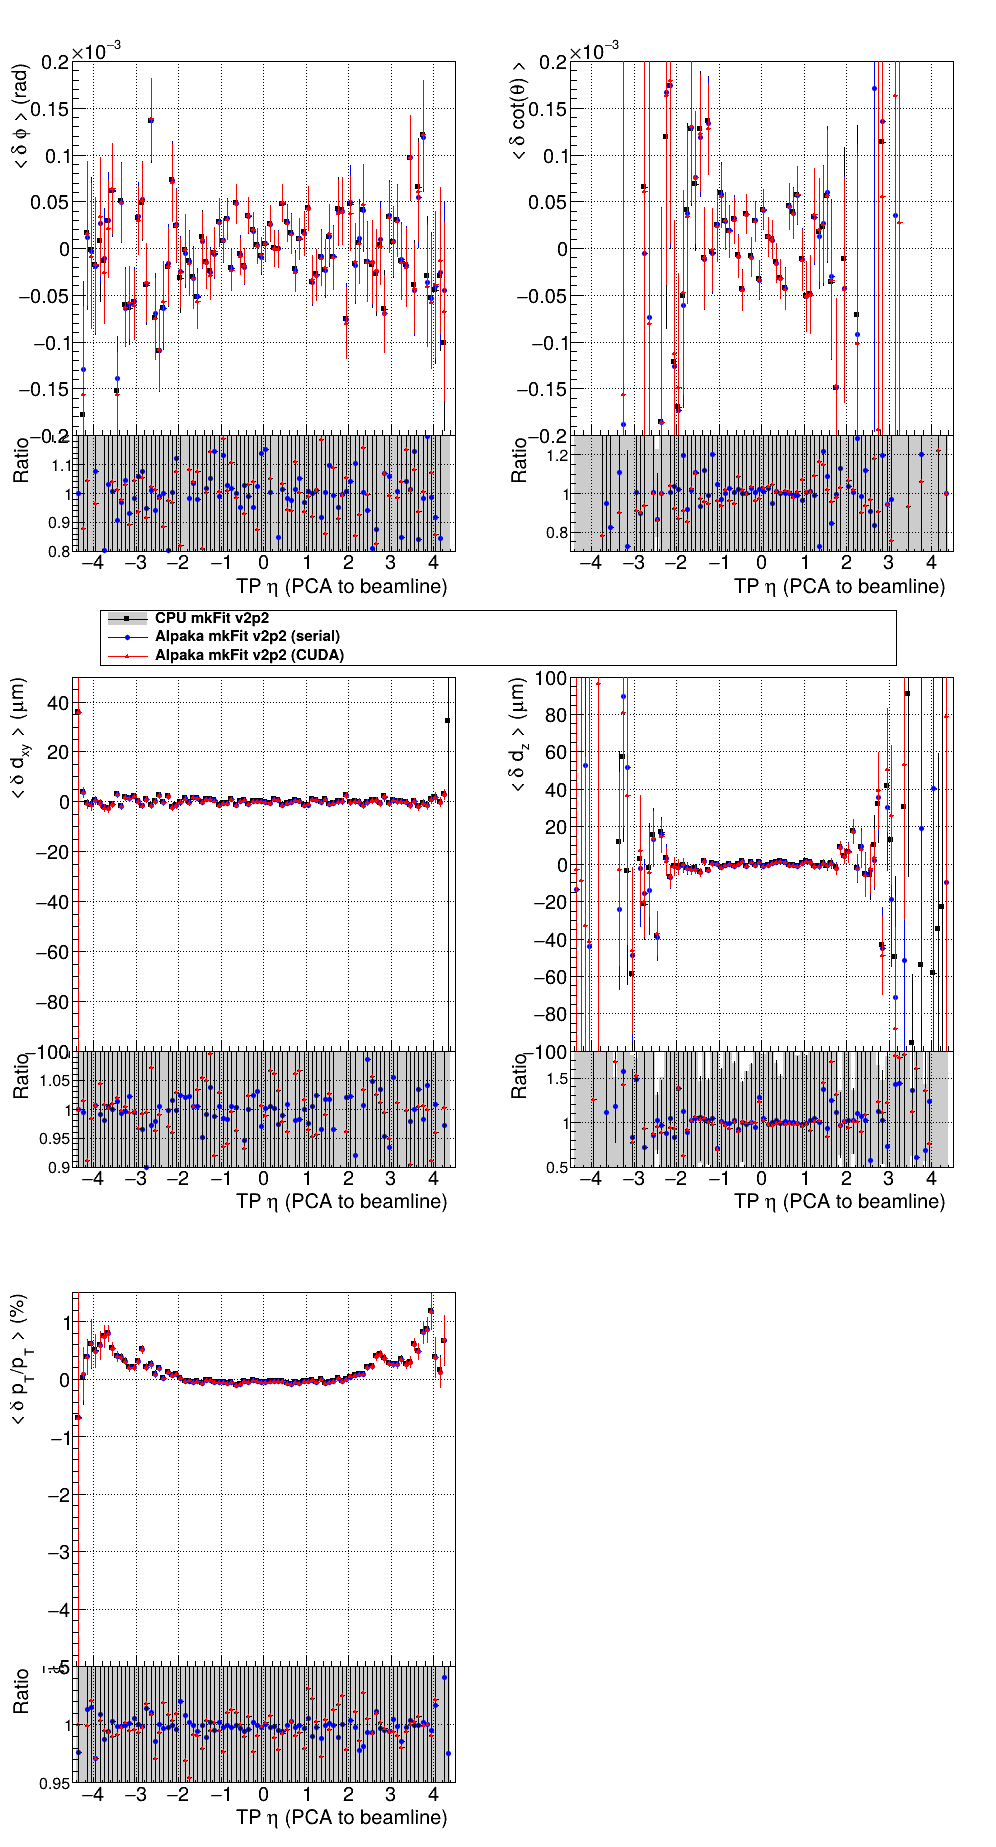 ×10⁻³
< δ ϕ > (rad)
0.2
0.15
0.1
0.05
0
−0.05
−0.1
−0.15
−0.2
Ratio
1.1
1
0.9
0.8
−4 −3 −2 −1 0 1 2 3 4
TP η (PCA to beamline)
×10⁻³
< δ cot(θ) >
0.2
0.15
0.1
0.05
0
−0.05
−0.1
−0.15
−0.2
Ratio
1.2
1
0.8
−4 −3 −2 −1 0 1 2 3 4
TP η (PCA to beamline)
CPU mkFit v2p2
Alpaka mkFit v2p2 (serial)
Alpaka mkFit v2p2 (CUDA)
< δ d_xy > (μm)
40
20
0
−20
−40
−60
−80
−100
Ratio
1.05
1
0.95
0.9
−4 −3 −2 −1 0 1 2 3 4
TP η (PCA to beamline)
< δ d_z > (μm)
100
80
60
40
20
0
−20
−40
−60
−80
−100
Ratio
1.5
1
0.5
−4 −3 −2 −1 0 1 2 3 4
TP η (PCA to beamline)
< δ p_T/p_T > (%)
1
0
−1
−2
−3
−4
Ratio
1
0.95
−4 −3 −2 −1 0 1 2 3 4
TP η (PCA to beamline)